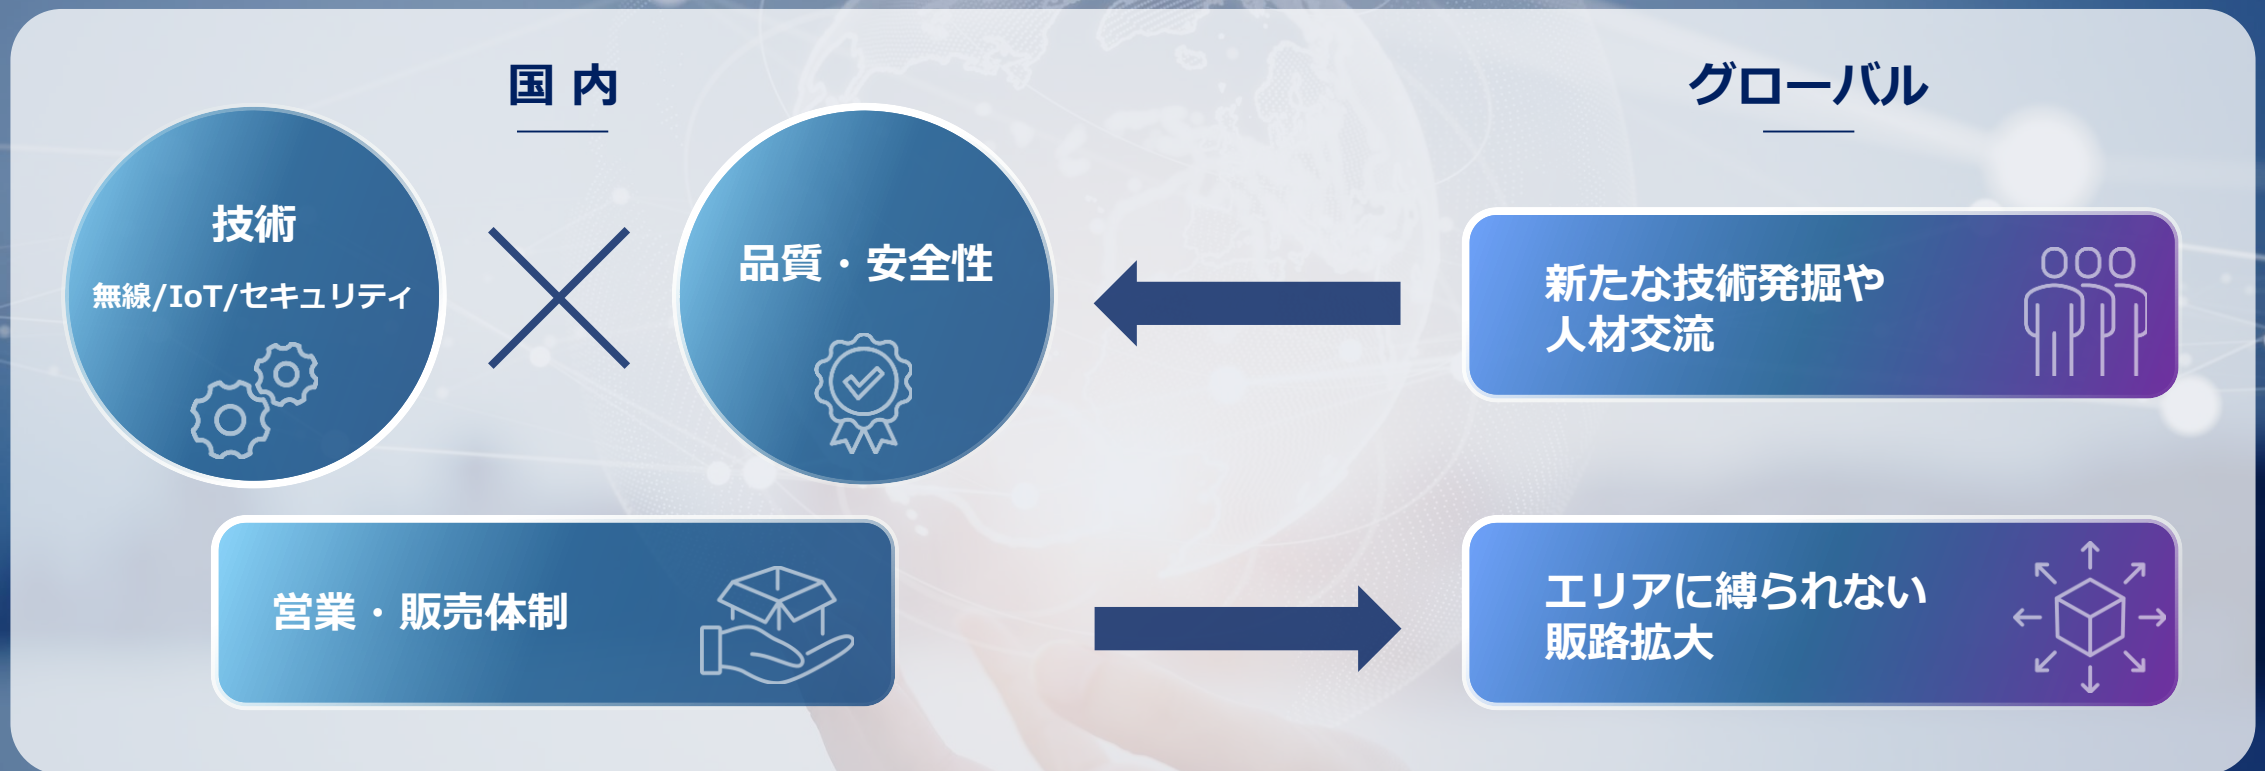 国内
グローバル
技術
無線/IoT/セキュリティ
品質・安全性
新たな技術発掘や
人材交流
営業・販売体制
エリアに縛られない
販路拡大